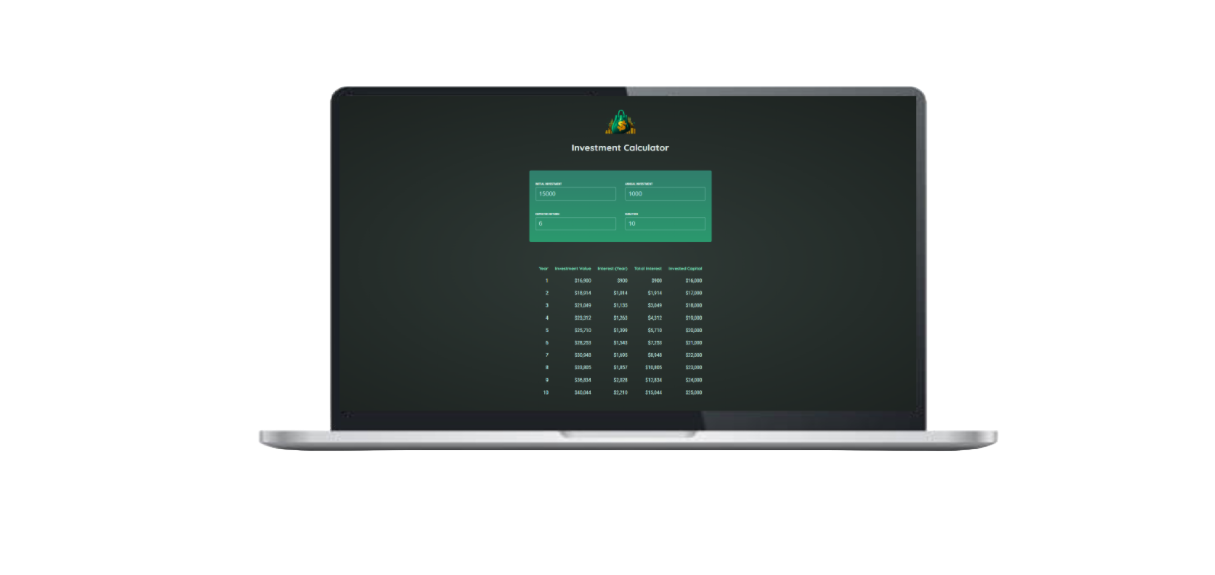 Investment Calculator
INITIAL INVESTMENT ANNUAL INVESTMENT
15000 1000
EXPECTED RETURN DURATION
6 10
Year Investment Value Interest (Year) Total Interest Invested Capital
1 $16,900 $900 $900 $16,000
2 $18,914 $1,014 $1,914 $17,000
3 $21,049 $1,135 $3,049 $18,000
4 $23,312 $1,263 $4,312 $19,000
5 $25,710 $1,399 $5,710 $20,000
6 $28,253 $1,543 $7,253 $21,000
7 $30,948 $1,695 $8,948 $22,000
8 $33,805 $1,857 $10,805 $23,000
9 $36,834 $2,028 $12,834 $24,000
10 $40,044 $2,210 $15,044 $25,000